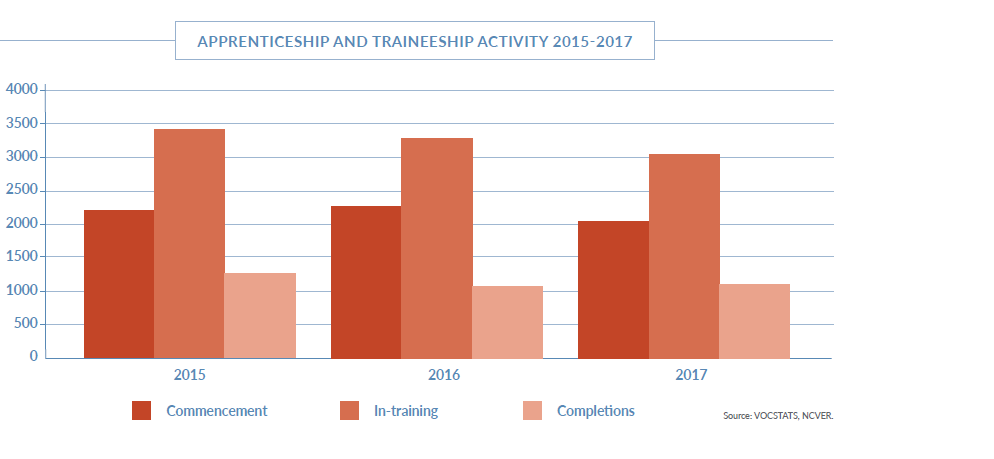 APPRENTICESHIP AND TRAINEESHIP ACTIVITY 2015-2017
4000
3500
3000
2500
2000
1500
1000
500
0
2015 2016 2017
Commencement In-training Completions
Source: VOCSTATS, NCVER.